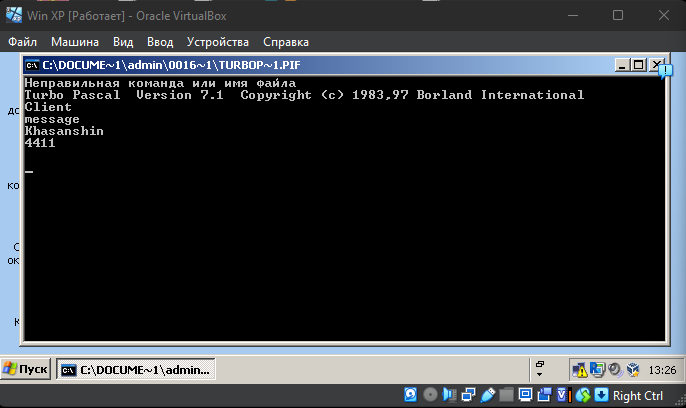 Win XP [Работает] - Oracle VirtualBox
Файл Машина Вид Ввод Устройства Справка
C:\DOCUME~1\admin\0016~1\TURBOP~1.PIF
Неправильная команда или имя файла
Turbo Pascal Version 7.1 Copyright (c) 1983,97 Borland International
Client
message
Khasanshin
4411
Пуск C:\DOCUME~1\admin... 13:26
Right Ctrl